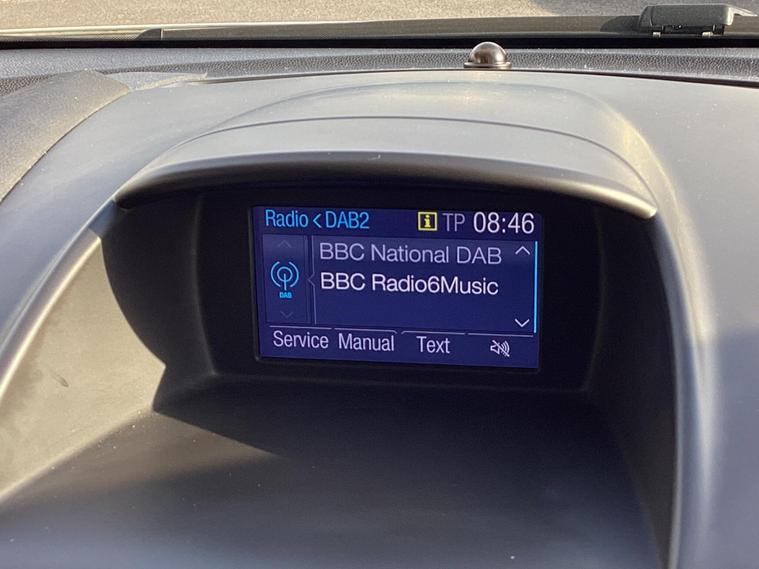 Radio < DAB2 i TP 08:46
BBC National DAB
BBC Radio6Music
DAB
Service Manual Text